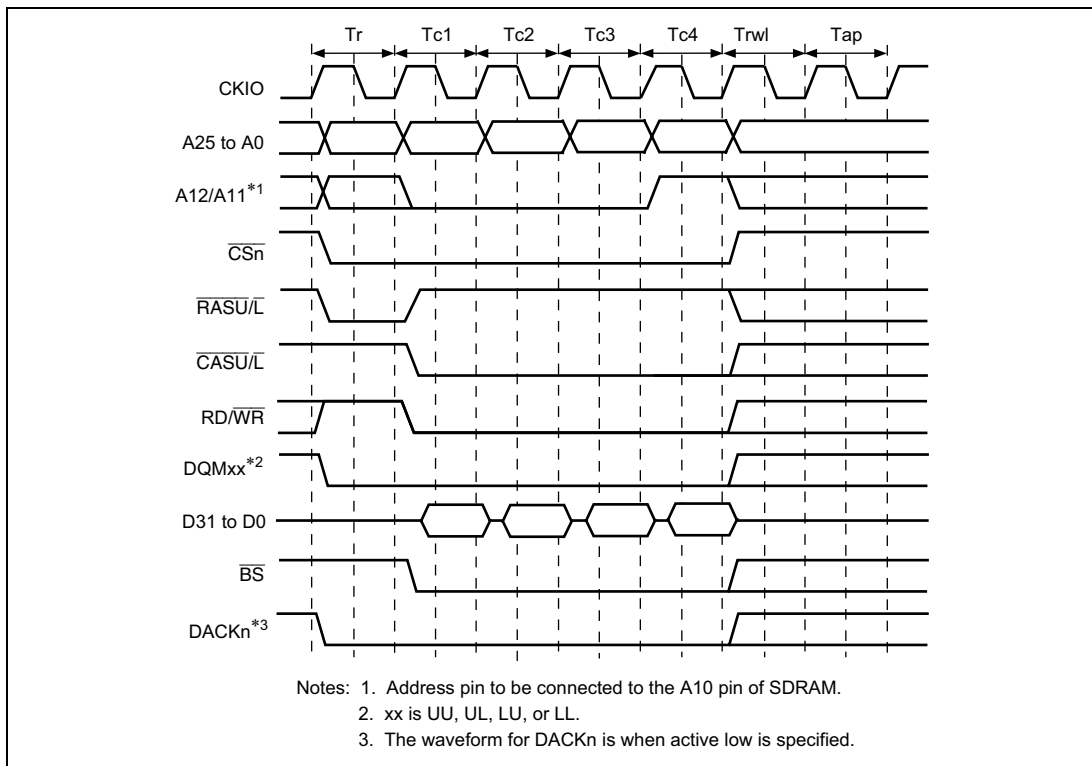 Tr Tc1 Tc2 Tc3 Tc4 Trwl Tap
CKIO
A25 to A0
A12/A11*1
CSn
RASU/L
CASU/L
RD/WR
DQMxx*2
D31 to D0
BS
DACKn*3
Notes: 1. Address pin to be connected to the A10 pin of SDRAM.
2. xx is UU, UL, LU, or LL.
3. The waveform for DACKn is when active low is specified.